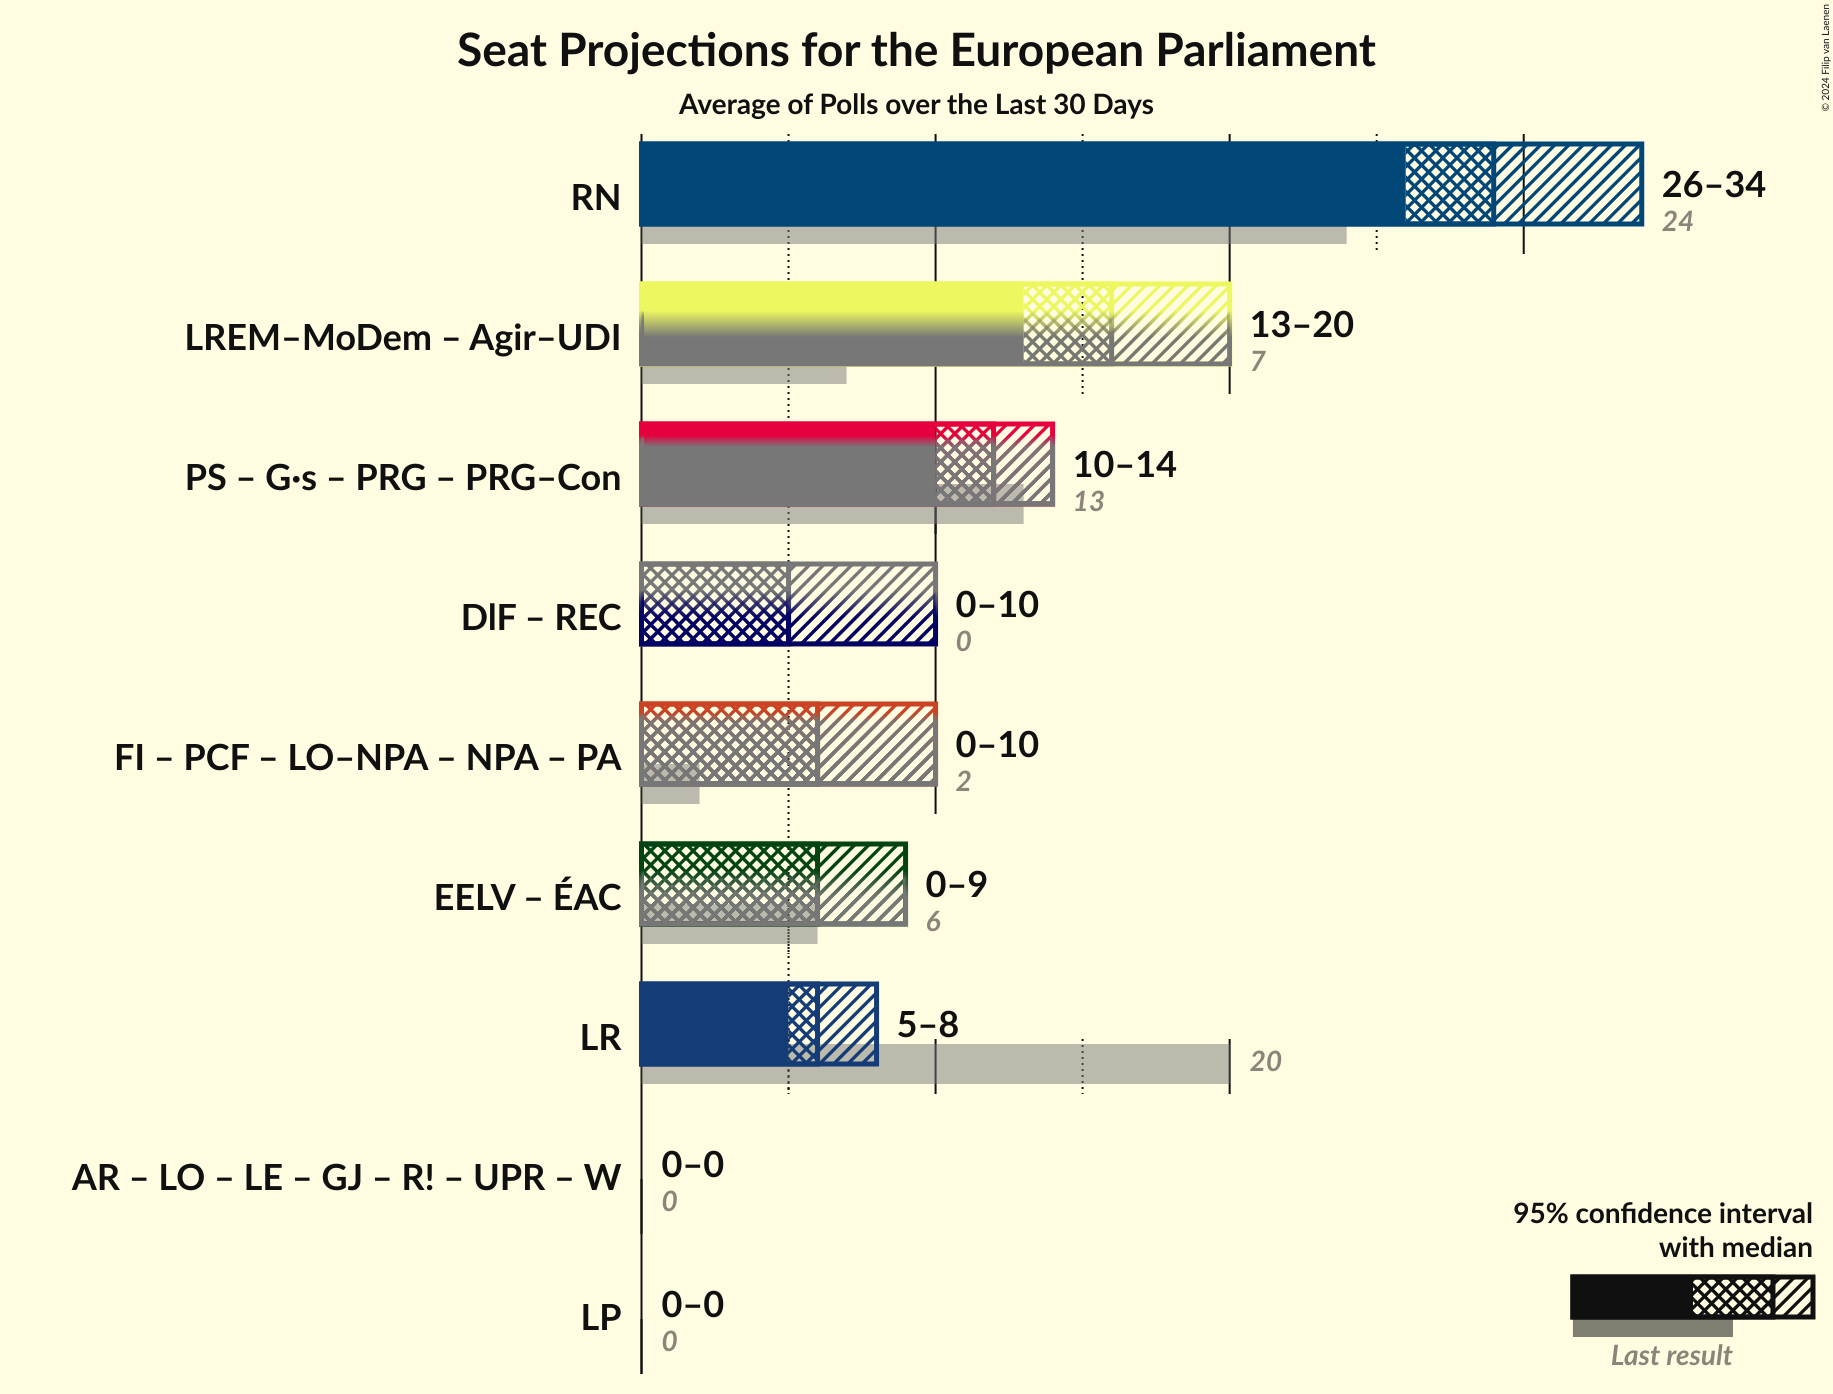 Seat Projections for the European Parliament
Average of Polls over the Last 30 Days
© 2024 Filip van Laenen
RN
26–34
24
LREM–MoDem – Agir–UDI
13–20
7
PS – G·s – PRG – PRG–Con
10–14
13
DlF – REC
0–10
0
FI – PCF – LO–NPA – NPA – PA
0–10
2
EELV – ÉAC
0–9
6
LR
5–8
20
AR – LO – LE – GJ – R! – UPR – W
0–0
0
LP
0–0
0
95% confidence interval
with median
Last result